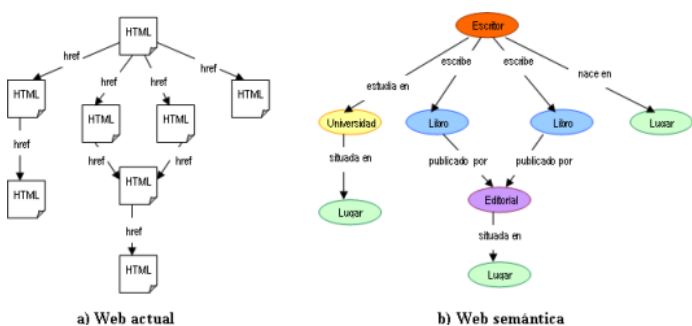 HTML
href
href
href
href
HTML
HTML
HTML
HTML
href
href
href
HTML
HTML
href
HTML
a) Web actual
Escritor
estudia en
escribe
escribe
nace en
Universidad
Libro
Libro
Lugar
situada en
publicado por
publicado por
Lugar
Editorial
situada en
Lugar
b) Web semántica